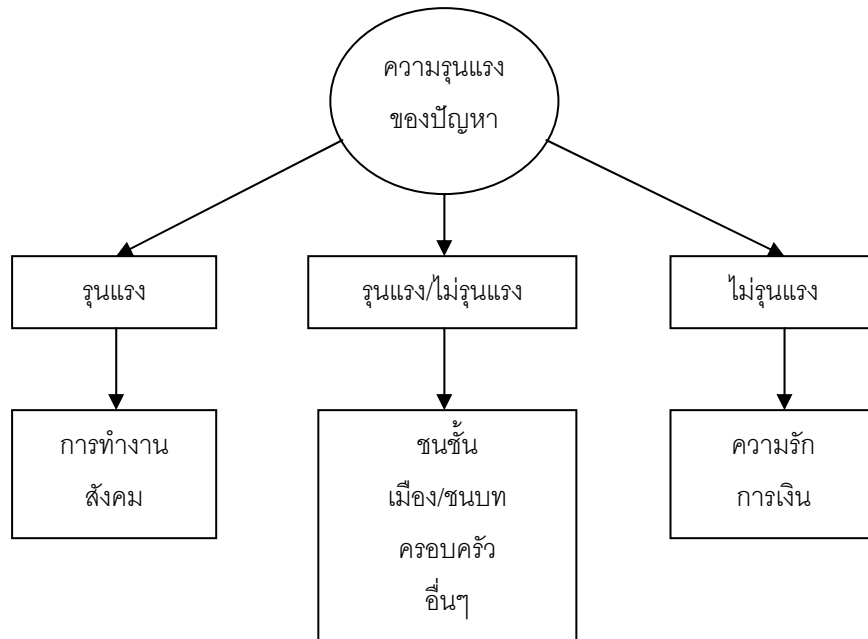 ความรุนแรง
ของปัญหา
รุนแรง
รุนแรง/ไม่รุนแรง
ไม่รุนแรง
การทำงาน
สังคม
ชนชั้น
เมือง/ชนบท
ครอบครัว
อื่นๆ
ความรัก
การเงิน